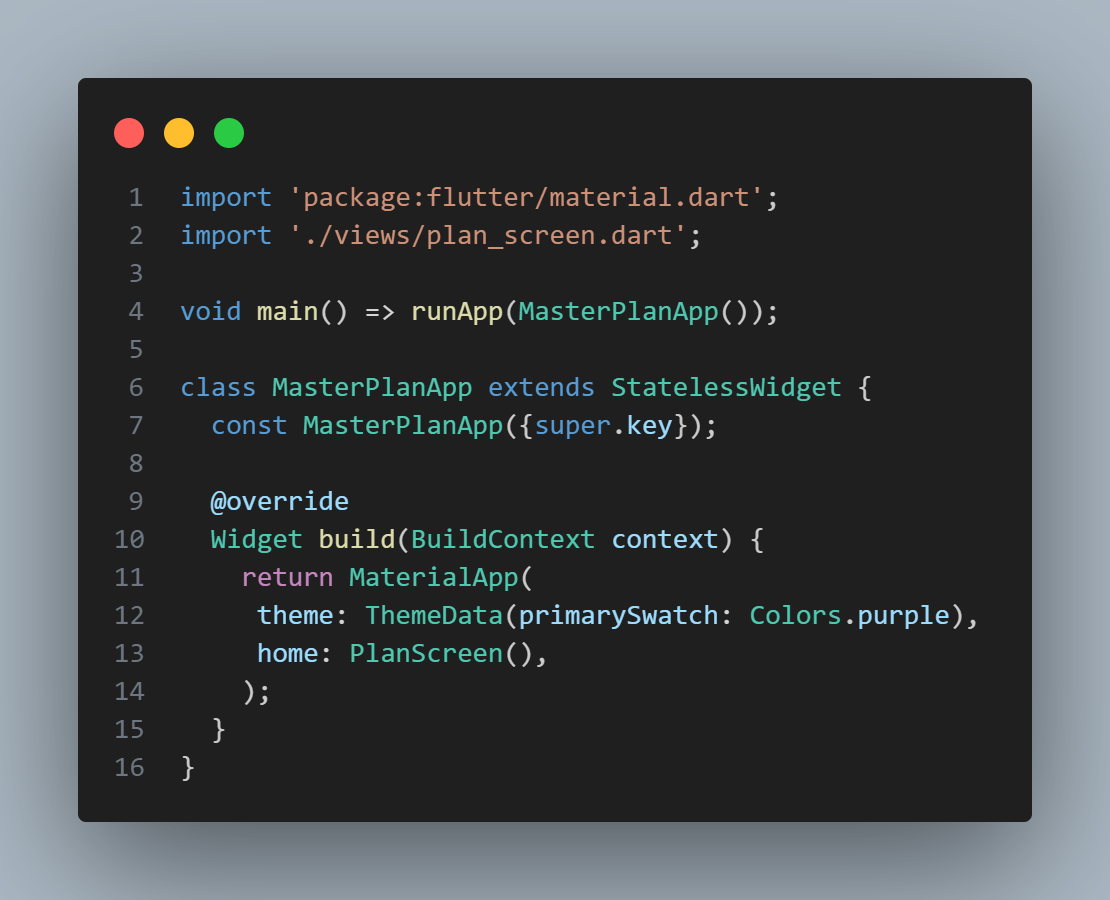 1 import 'package:flutter/material.dart';
2 import './views/plan_screen.dart';
3
4 void main() => runApp(MasterPlanApp());
5
6 class MasterPlanApp extends StatelessWidget {
7   const MasterPlanApp({super.key});
8
9   @override
10   Widget build(BuildContext context) {
11     return MaterialApp(
12      theme: ThemeData(primarySwatch: Colors.purple),
13      home: PlanScreen(),
14     );
15   }
16 }